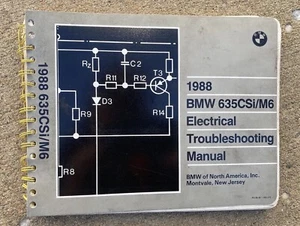 1988 635CSi/M6
Rz
C2
R11
R12
T3
D3
R9
R14
R8
1988
BMW 635CSi/M6
Electrical
Troubleshooting
Manual
BMW of North America, Inc.
Montvale, New Jersey